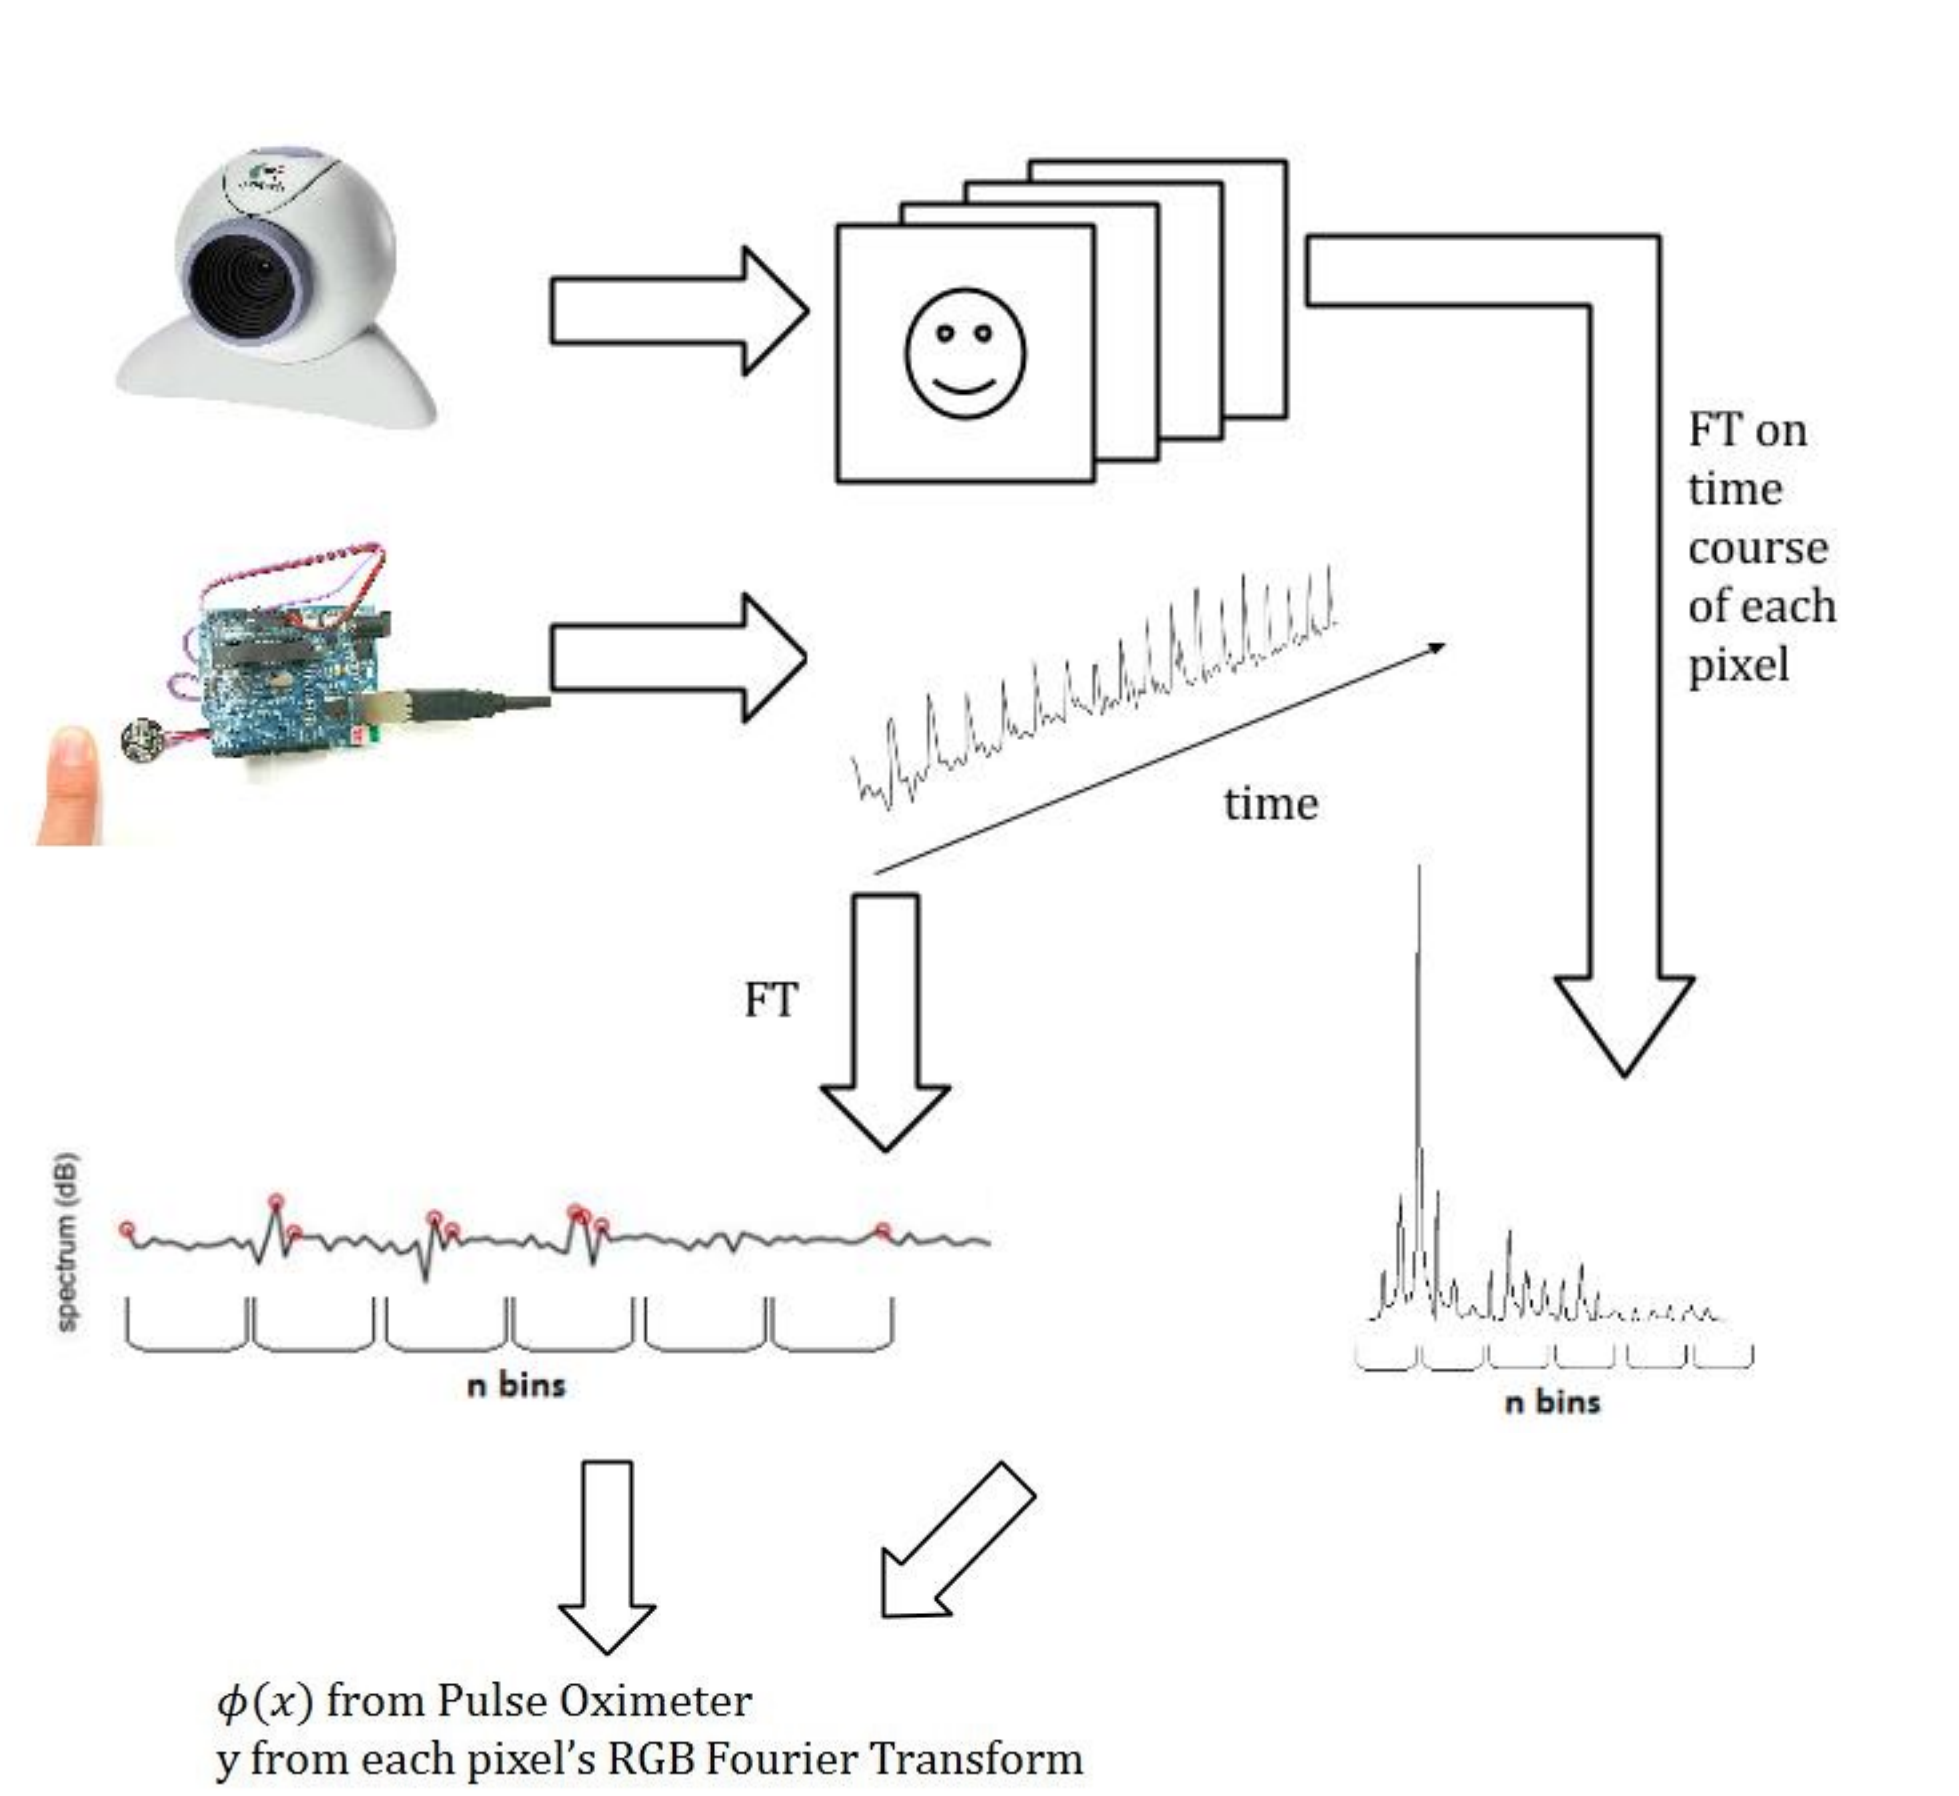 FT on
time
course
of each
pixel
time
FT
spectrum (dB)
n bins
n bins
ϕ(x) from Pulse Oximeter
y from each pixel’s RGB Fourier Transform